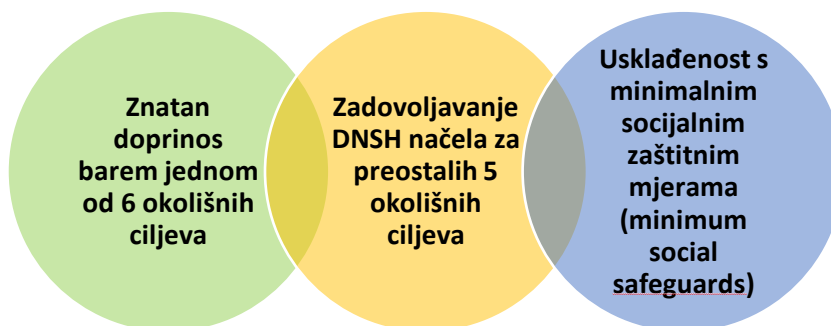 Znatan
doprinos
barem jednom
od 6 okolišnih
ciljeva
Zadovoljavanje
DNSH načela za
preostalih 5
okolišnih
ciljeva
Usklađenost s
minimalnim
socijalnim
zaštitnim
mjerama
(minimum
social
safeguards)